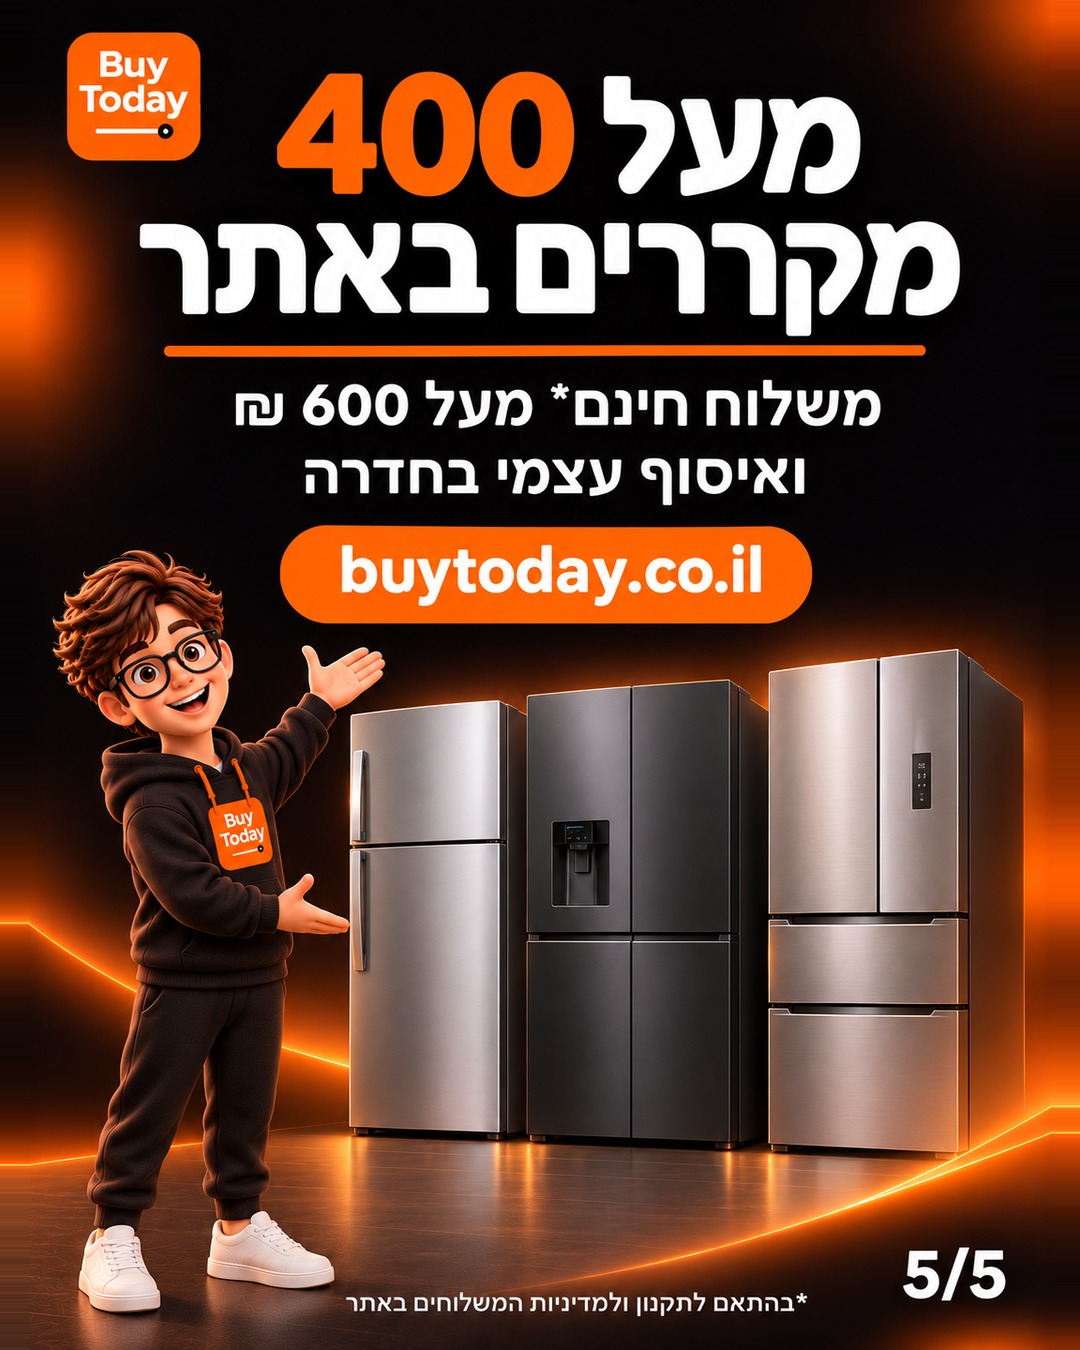 Buy
Today
מעל 400
מקררים באתר
משלוח חינם* מעל 600 ₪
ואיסוף עצמי בחדרה
buytoday.co.il
Buy
Today
5/5
*בהתאם לתקנון ולמדיניות המשלוחים באתר